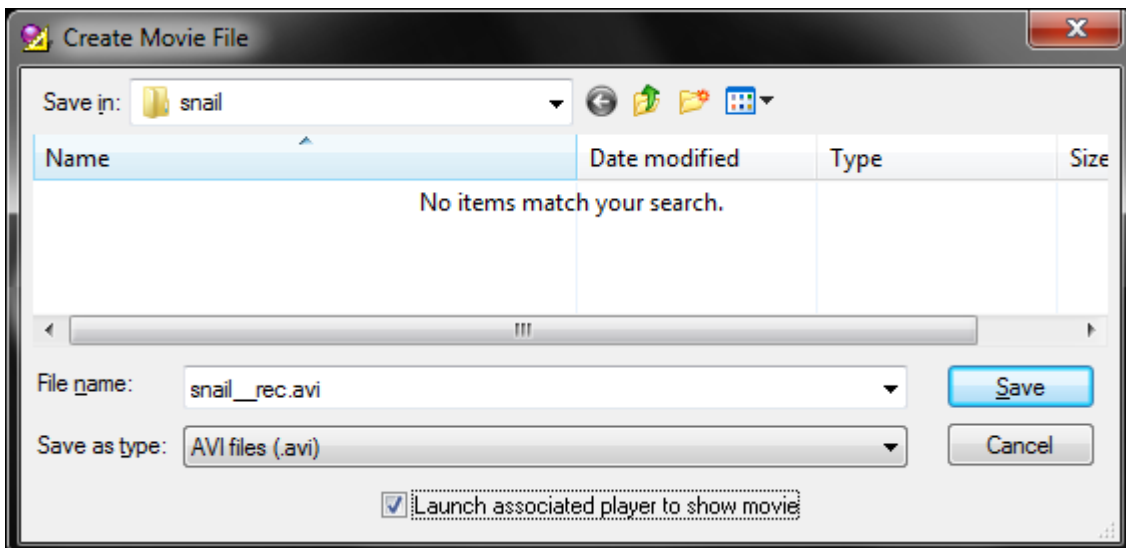 Create Movie File
Save in: snail
Name Date modified Type Size
No items match your search.
File name: snail__rec.avi Save
Save as type: AVI files (.avi) Cancel
Launch associated player to show movie